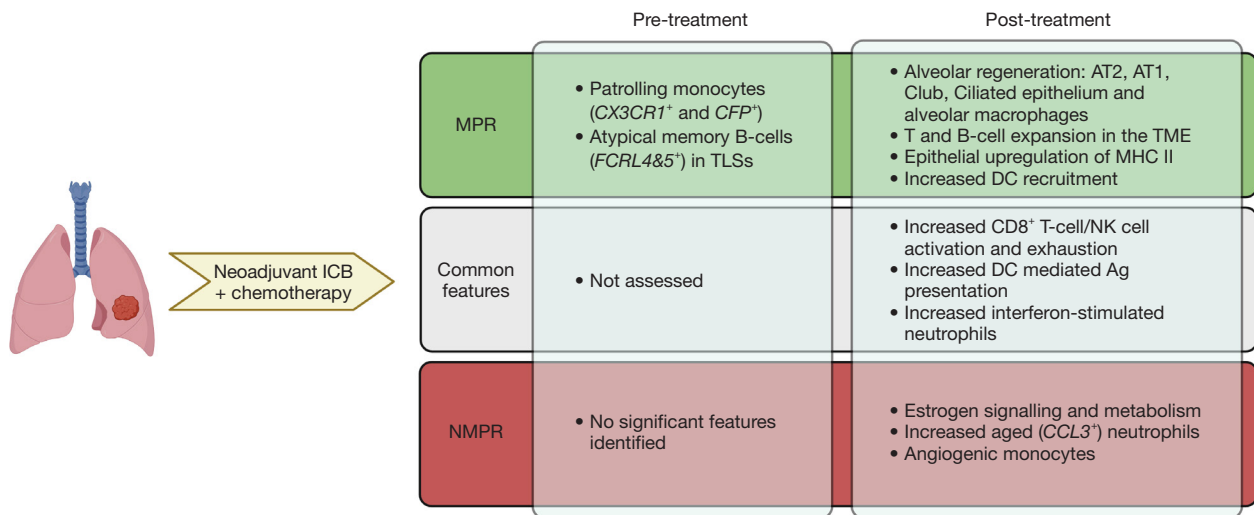 Pre-treatment
Post-treatment
Neoadjuvant ICB
+ chemotherapy
MPR
• Patrolling monocytes
(CX3CR1⁺ and CFP⁺)
• Atypical memory B-cells
(FCRL4&5⁺) in TLSs
• Alveolar regeneration: AT2, AT1,
Club, Ciliated epithelium and
alveolar macrophages
• T and B-cell expansion in the TME
• Epithelial upregulation of MHC II
• Increased DC recruitment
Common
features
• Not assessed
• Increased CD8⁺ T-cell/NK cell
activation and exhaustion
• Increased DC mediated Ag
presentation
• Increased interferon-stimulated
neutrophils
NMPR
• No significant features
identified
• Estrogen signalling and metabolism
• Increased aged (CCL3⁺) neutrophils
• Angiogenic monocytes